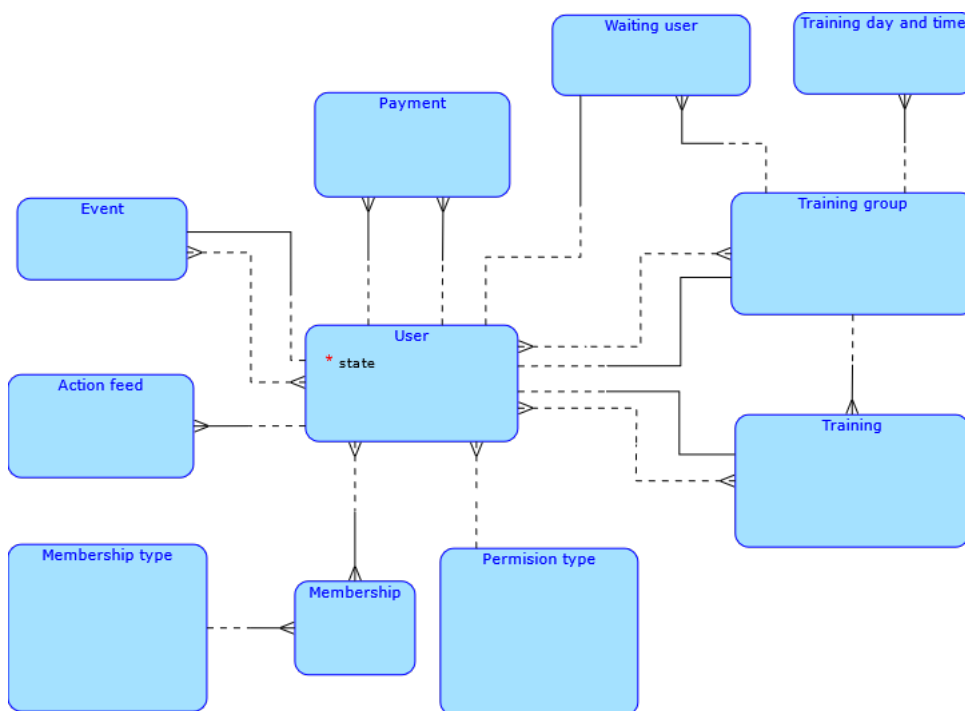 Waiting user
Training day and time
Payment
Event
Training group
User
* state
Action feed
Training
Membership type
Permision type
Membership